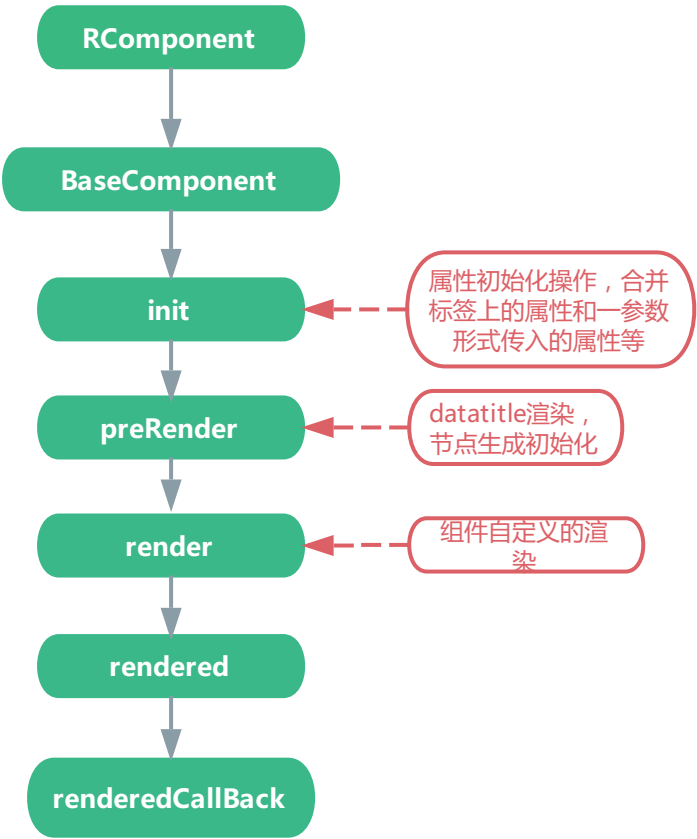 RComponent
BaseComponent
init
属性初始化操作，合并
标签上的属性和一参数
形式传入的属性等
preRender
datatitle渲染，
节点生成初始化
render
组件自定义的渲
染
rendered
renderedCallBack